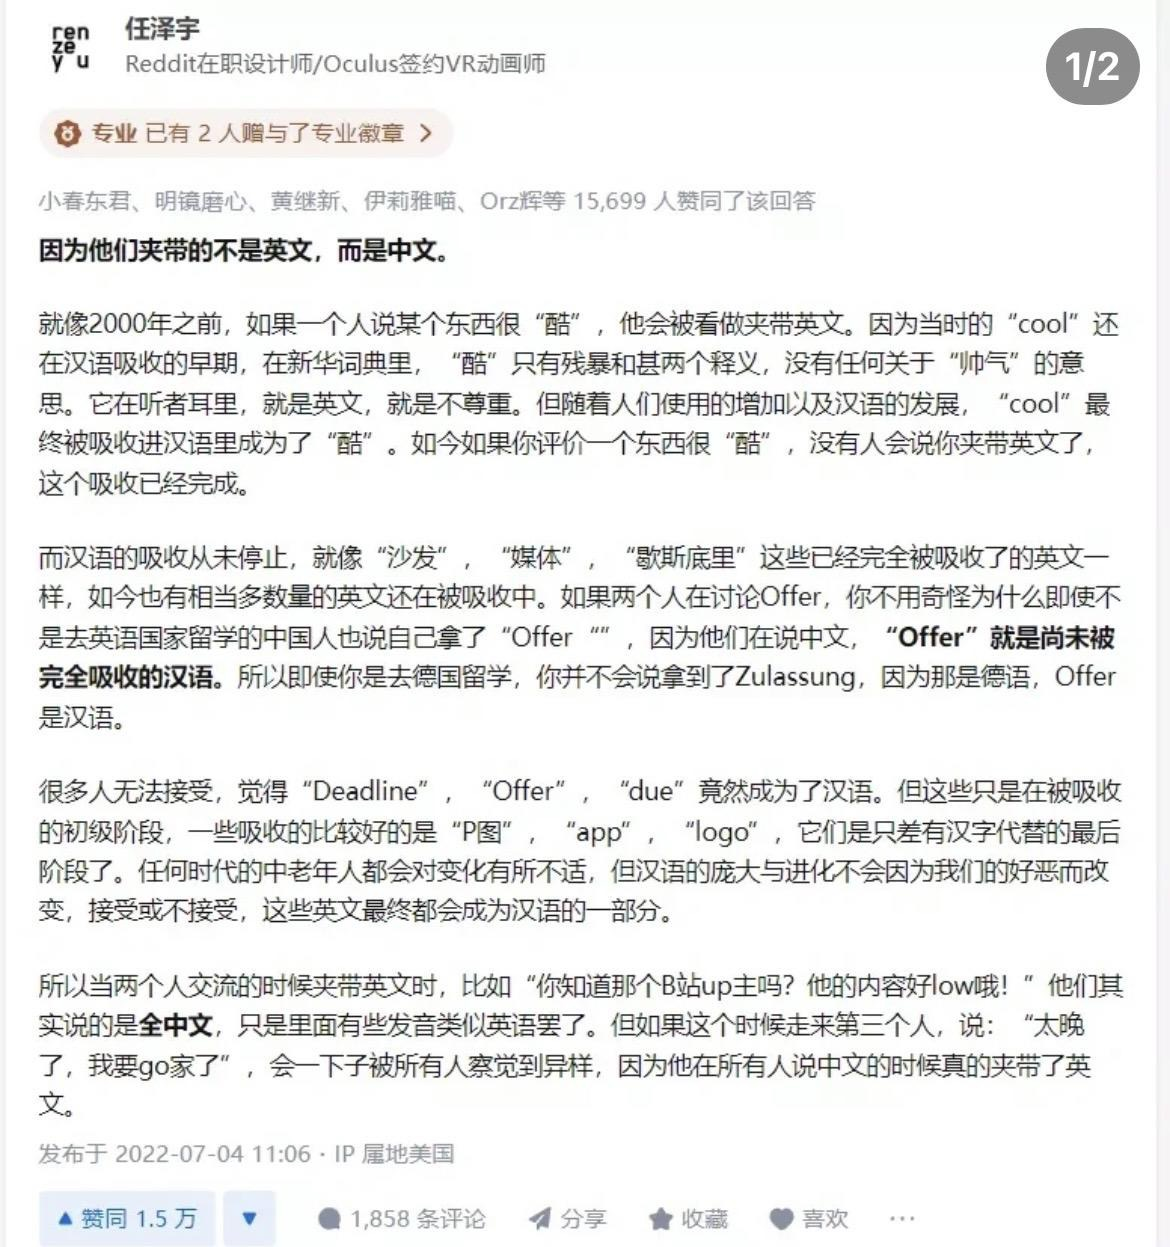 ren
ze
y u
任泽宇
Reddit在职设计师/Oculus签约VR动画师
1/2
专业 已有 2 人赠与了专业徽章 >
小春东君、明镜磨心、黄继新、伊莉雅喵、Orz辉等 15,699 人赞同了该回答
因为他们夹带的不是英文，而是中文。
就像2000年之前，如果一个人说某个东西很“酷”，他会被看做夹带英文。因为当时的“cool”还
在汉语吸收的早期，在新华词典里，“酷”只有残暴和甚两个释义，没有任何关于“帅气”的意
思。它在听者耳里，就是英文，就是不尊重。但随着人们使用的增加以及汉语的发展，“cool”最
终被吸收进汉语里成为了“酷”。如今如果你评价一个东西很“酷”，没有人会说你夹带英文了，
这个吸收已经完成。
而汉语的吸收从未停止，就像“沙发”，“媒体”，“歇斯底里”这些已经完全被吸收了的英文一
样，如今也有相当多数量的英文还在被吸收中。如果两个人在讨论Offer，你不用奇怪为什么即使不
是去英语国家留学的中国人也说自己拿了“Offer “”，因为他们在说中文，“Offer”就是尚未被
完全吸收的汉语。所以即使你是去德国留学，你并不会说拿到了Zulassung，因为那是德语，Offer
是汉语。
很多人无法接受，觉得“Deadline”，“Offer”，“due”竟然成为了汉语。但这些只是在被吸收
的初级阶段，一些吸收的比较好的是“P图”，“app”，“logo”，它们是只差有汉字代替的最后
阶段了。任何时代的中老年人都会对变化有所不适，但汉语的庞大与进化不会因为我们的好恶而改
变，接受或不接受，这些英文最终都会成为汉语的一部分。
所以当两个人交流的时候夹带英文时，比如“你知道那个B站up主吗？他的内容好low哦！”他们其
实说的是全中文，只是里面有些发音类似英语罢了。但如果这个时候走来第三个人，说：“太晚
了，我要go家了”，会一下子被所有人察觉到异样，因为他在所有人说中文的时候真的夹带了英
文。
发布于 2022-07-04 11:06 · IP 属地美国
▲ 赞同 1.5 万 ▼ 1,858 条评论 分享 收藏 喜欢 ···